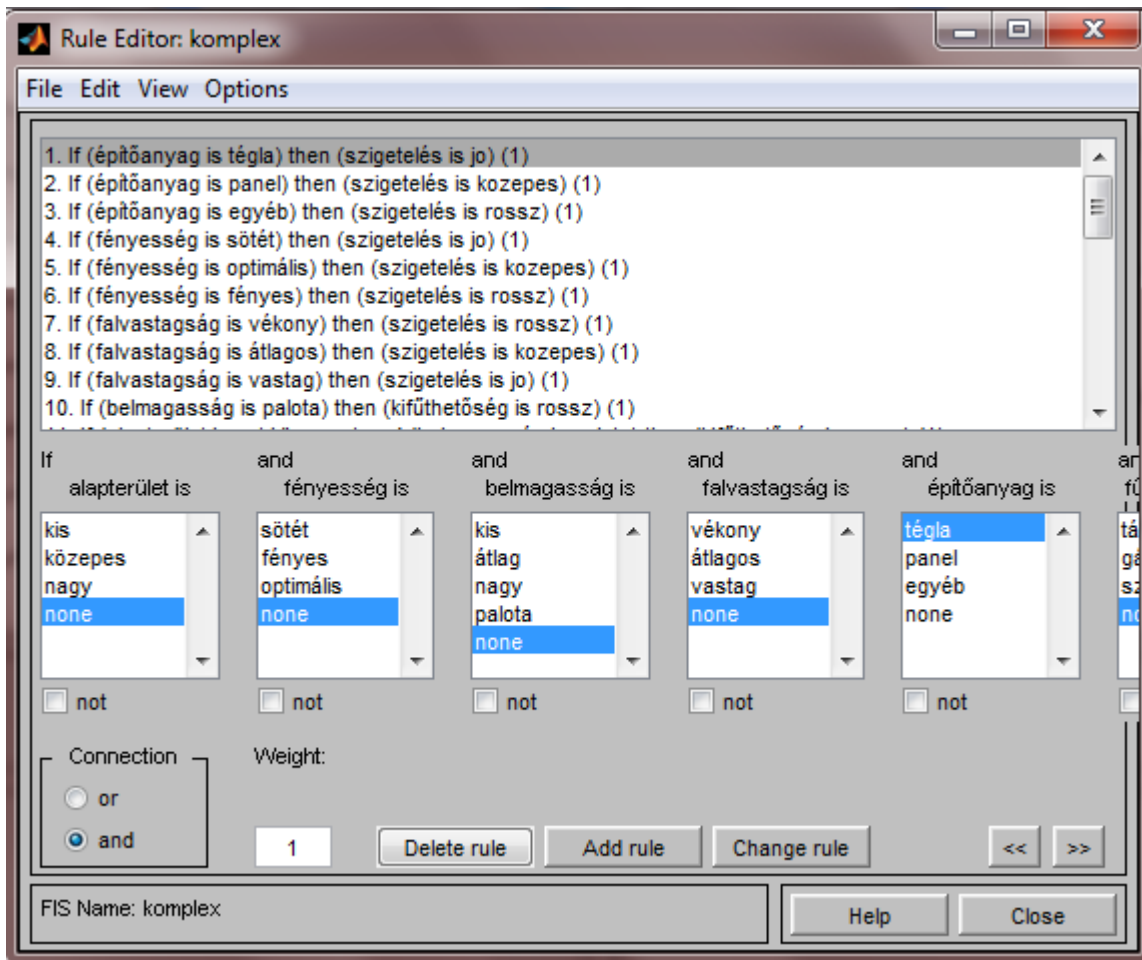 Rule Editor: komplex
File Edit View Options
1. If (építőanyag is tégla) then (szigetelés is jo) (1)
2. If (építőanyag is panel) then (szigetelés is kozepes) (1)
3. If (építőanyag is egyéb) then (szigetelés is rossz) (1)
4. If (fényesség is sötét) then (szigetelés is jo) (1)
5. If (fényesség is optimális) then (szigetelés is kozepes) (1)
6. If (fényesség is fényes) then (szigetelés is rossz) (1)
7. If (falvastagság is vékony) then (szigetelés is rossz) (1)
8. If (falvastagság is átlagos) then (szigetelés is kozepes) (1)
9. If (falvastagság is vastag) then (szigetelés is jo) (1)
10. If (belmagasság is palota) then (kifűthetőség is rossz) (1)
If
alapterület is
kis
közepes
nagy
none
not
and
fényesség is
sötét
fényes
optimális
none
not
and
belmagasság is
kis
átlag
nagy
palota
none
not
and
falvastagság is
vékony
átlagos
vastag
none
not
and
építőanyag is
tégla
panel
egyéb
none
not
Connection
or
and
Weight:
1
Delete rule
Add rule
Change rule
<<
>>
FIS Name: komplex
Help
Close